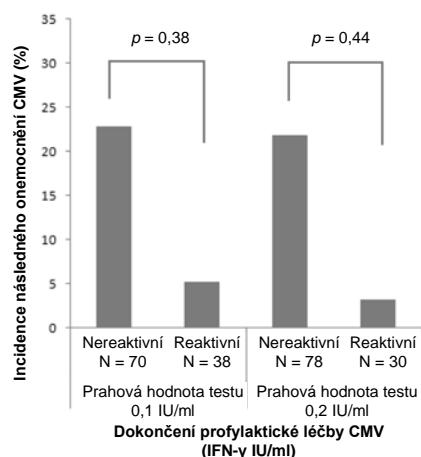 Incidence následného onemocnění CMV (%)
35
30
25
20
15
10
5
0
p = 0,38
p = 0,44
Nereaktivní Reaktivní Nereaktivní Reaktivní
N = 70 N = 38 N = 78 N = 30
Prahová hodnota testu Prahová hodnota testu
0,1 IU/ml 0,2 IU/ml
Dokončení profylaktické léčby CMV
(IFN-γ IU/ml)